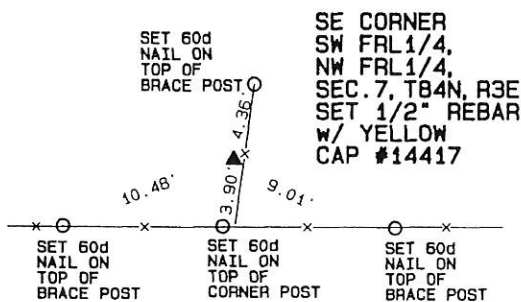 SET 60d
NAIL ON
TOP OF
BRACE POST
SE CORNER
SW FRL1/4,
NW FRL1/4,
SEC.7, T84N, R3E
SET 1/2" REBAR
W/ YELLOW
CAP #14417
4.36'
10.48'
3.90'
9.01'
SET 60d
NAIL ON
TOP OF
BRACE POST
SET 60d
NAIL ON
TOP OF
CORNER POST
SET 60d
NAIL ON
TOP OF
BRACE POST